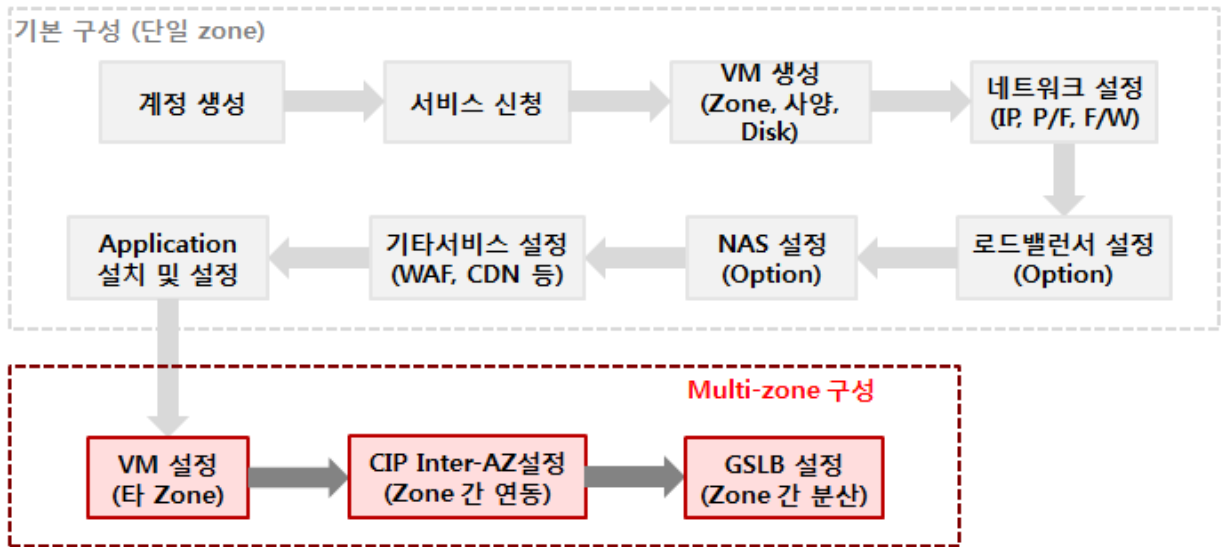 기본 구성 (단일 zone)
계정 생성
서비스 신청
VM 생성
(Zone, 사양,
Disk)
네트워크 설정
(IP, P/F, F/W)
Application
설치 및 설정
기타서비스 설정
(WAF, CDN 등)
NAS 설정
(Option)
로드밸런서 설정
(Option)
Multi-zone 구성
VM 설정
(타 Zone)
CIP Inter-AZ설정
(Zone 간 연동)
GSLB 설정
(Zone 간 분산)